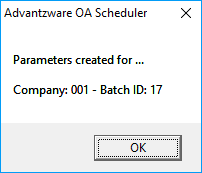 Advantzware OA Scheduler
Parameters created for ...
Company: 001 - Batch ID: 17
OK